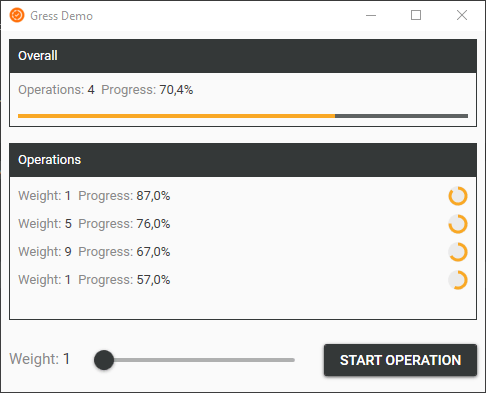 Gress Demo
Overall
Operations: 4 Progress: 70,4%
Operations
Weight: 1 Progress: 87,0%
Weight: 5 Progress: 76,0%
Weight: 9 Progress: 67,0%
Weight: 1 Progress: 57,0%
Weight: 1 START OPERATION